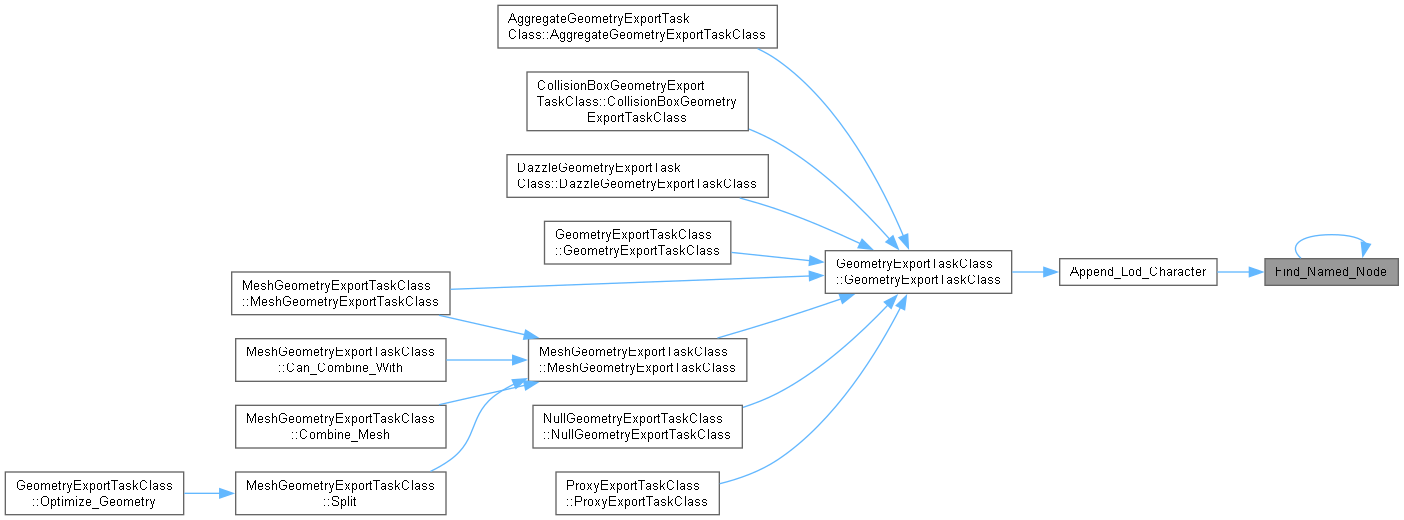 AggregateGeometryExportTask
Class::AggregateGeometryExportTaskClass
CollisionBoxGeometryExport
TaskClass::CollisionBoxGeometry
ExportTaskClass
DazzleGeometryExportTask
Class::DazzleGeometryExportTaskClass
GeometryExportTaskClass
::GeometryExportTaskClass
MeshGeometryExportTaskClass
::MeshGeometryExportTaskClass
GeometryExportTaskClass
::GeometryExportTaskClass
Append_Lod_Character
Find_Named_Node
MeshGeometryExportTaskClass
::Can_Combine_With
MeshGeometryExportTaskClass
::MeshGeometryExportTaskClass
MeshGeometryExportTaskClass
::Combine_Mesh
NullGeometryExportTaskClass
::NullGeometryExportTaskClass
GeometryExportTaskClass
::Optimize_Geometry
MeshGeometryExportTaskClass
::Split
ProxyExportTaskClass
::ProxyExportTaskClass